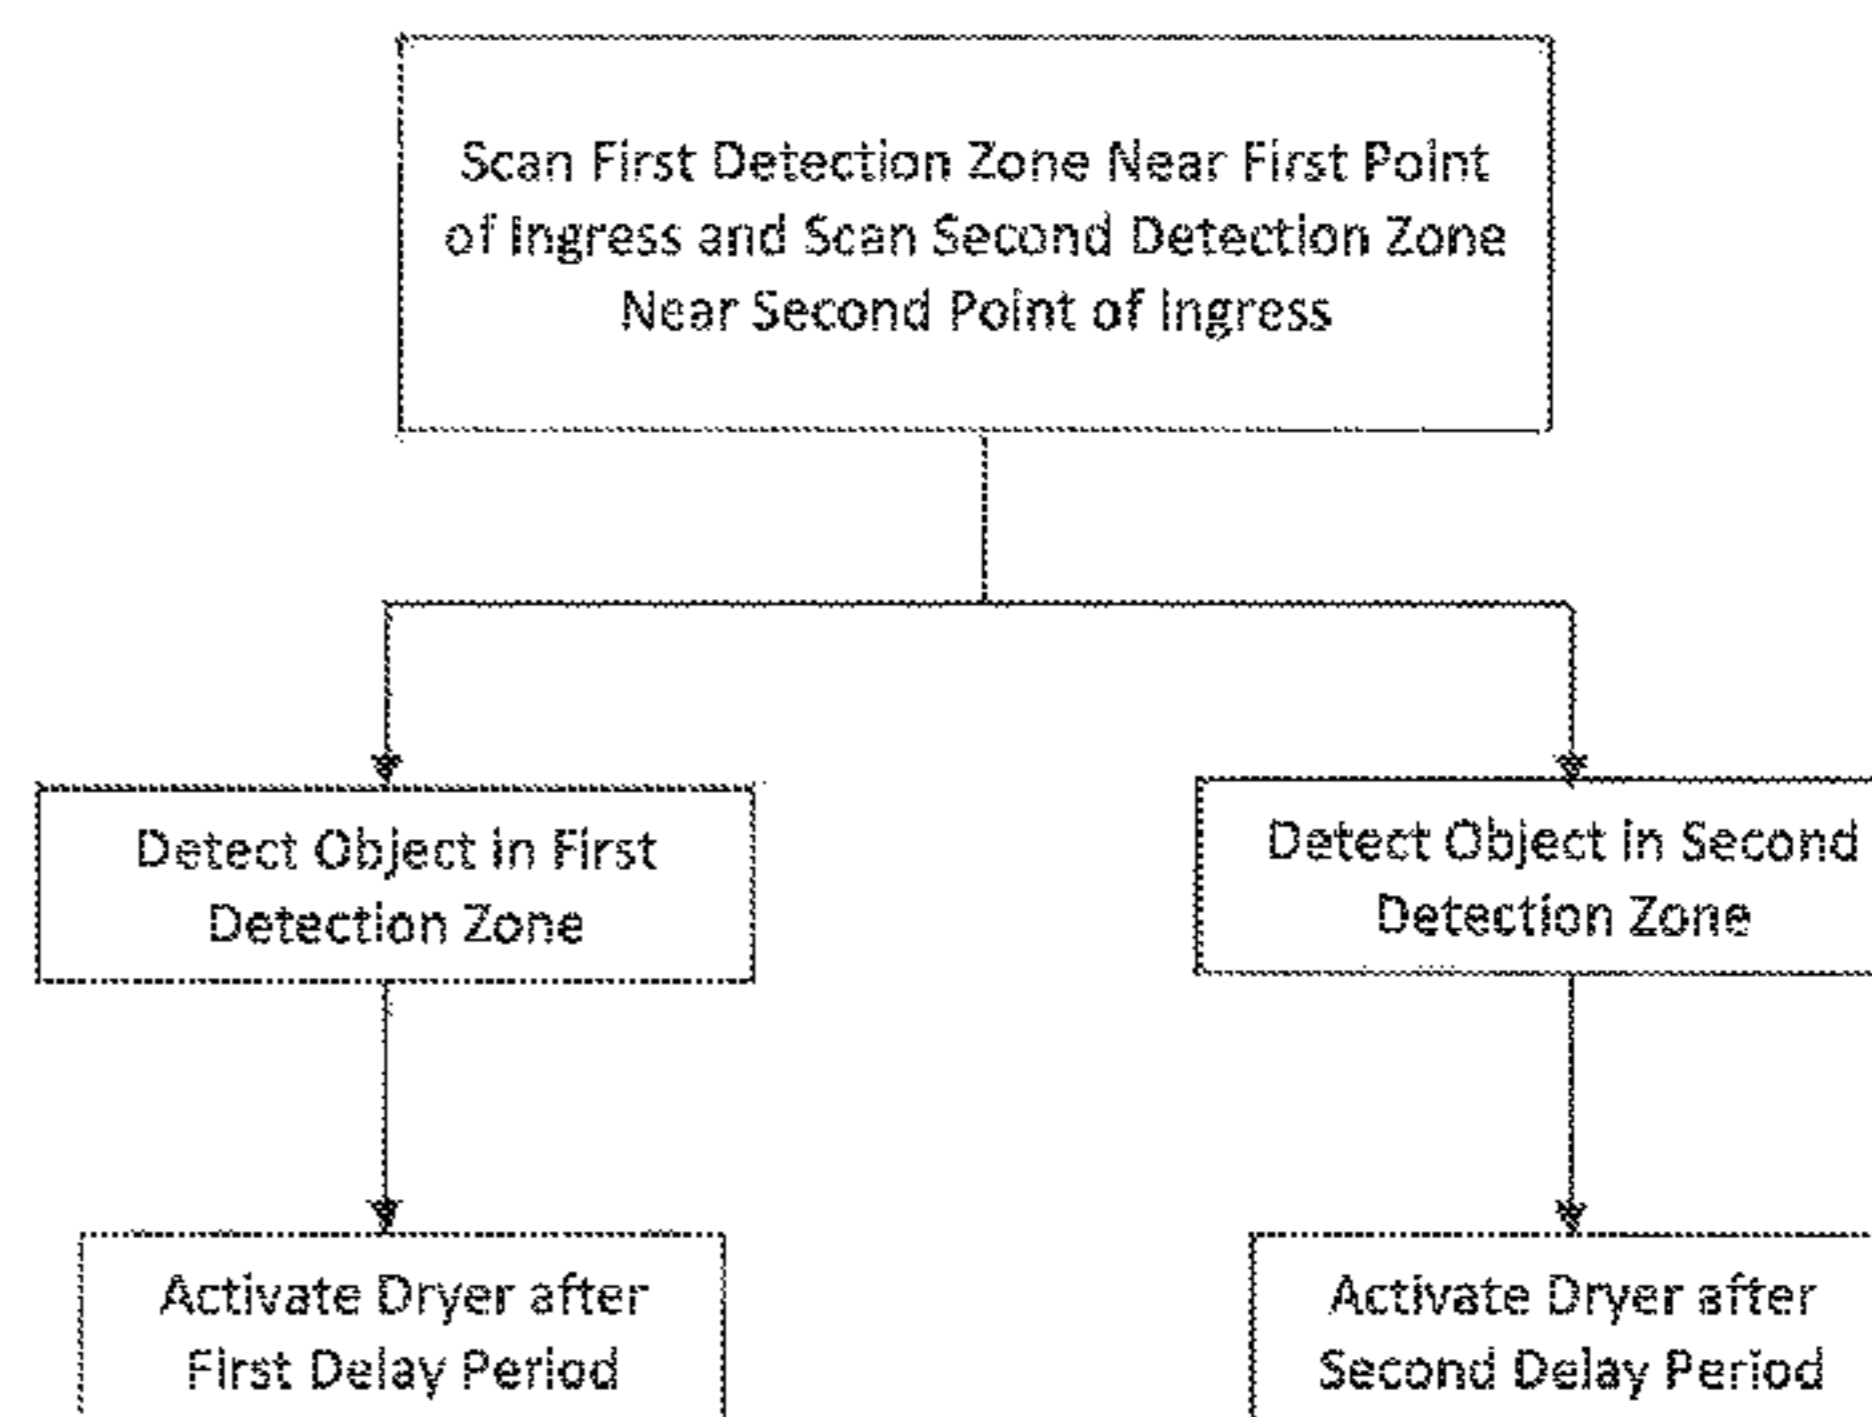 Scan First Detection Zone Near First Point
of Ingress and Scan Second Detection Zone
Near Second Point of Ingress
Detect Object in First
Detection Zone
Detect Object in Second
Detection Zone
Activate Dryer after
First Delay Period
Activate Dryer after
Second Delay Period